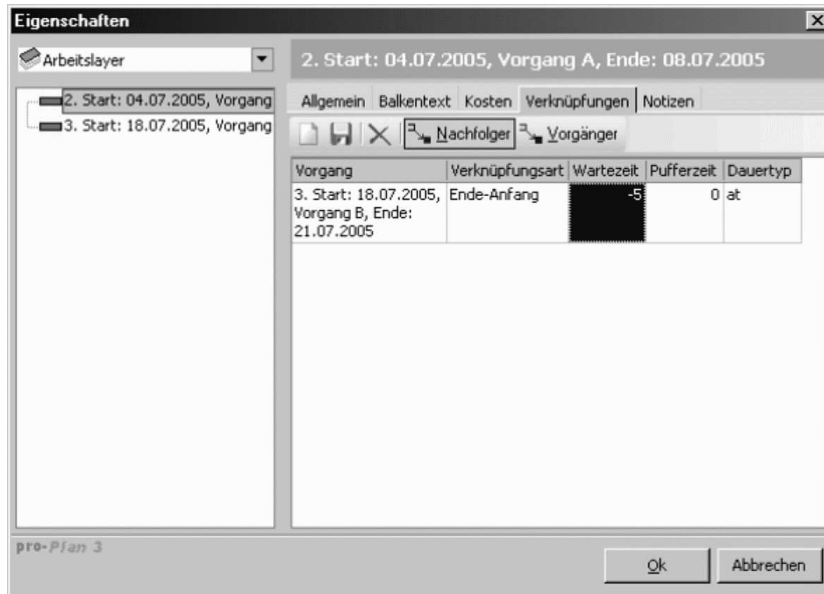 Eigenschaften
Arbeitslayer
2. Start: 04.07.2005, Vorgang A, Ende: 08.07.2005
2. Start: 04.07.2005, Vorgang
3. Start: 18.07.2005, Vorgang
Allgemein Balkentext Kosten Verknüpfungen Notizen
Nachfolger Vorgänger
Vorgang Verknüpfungsart Wartezeit Pufferzeit Dauertyp
3. Start: 18.07.2005, Ende-Anfang -5 0 at
Vorgang B, Ende:
21.07.2005
pro-Plan 3
Ok Abbrechen